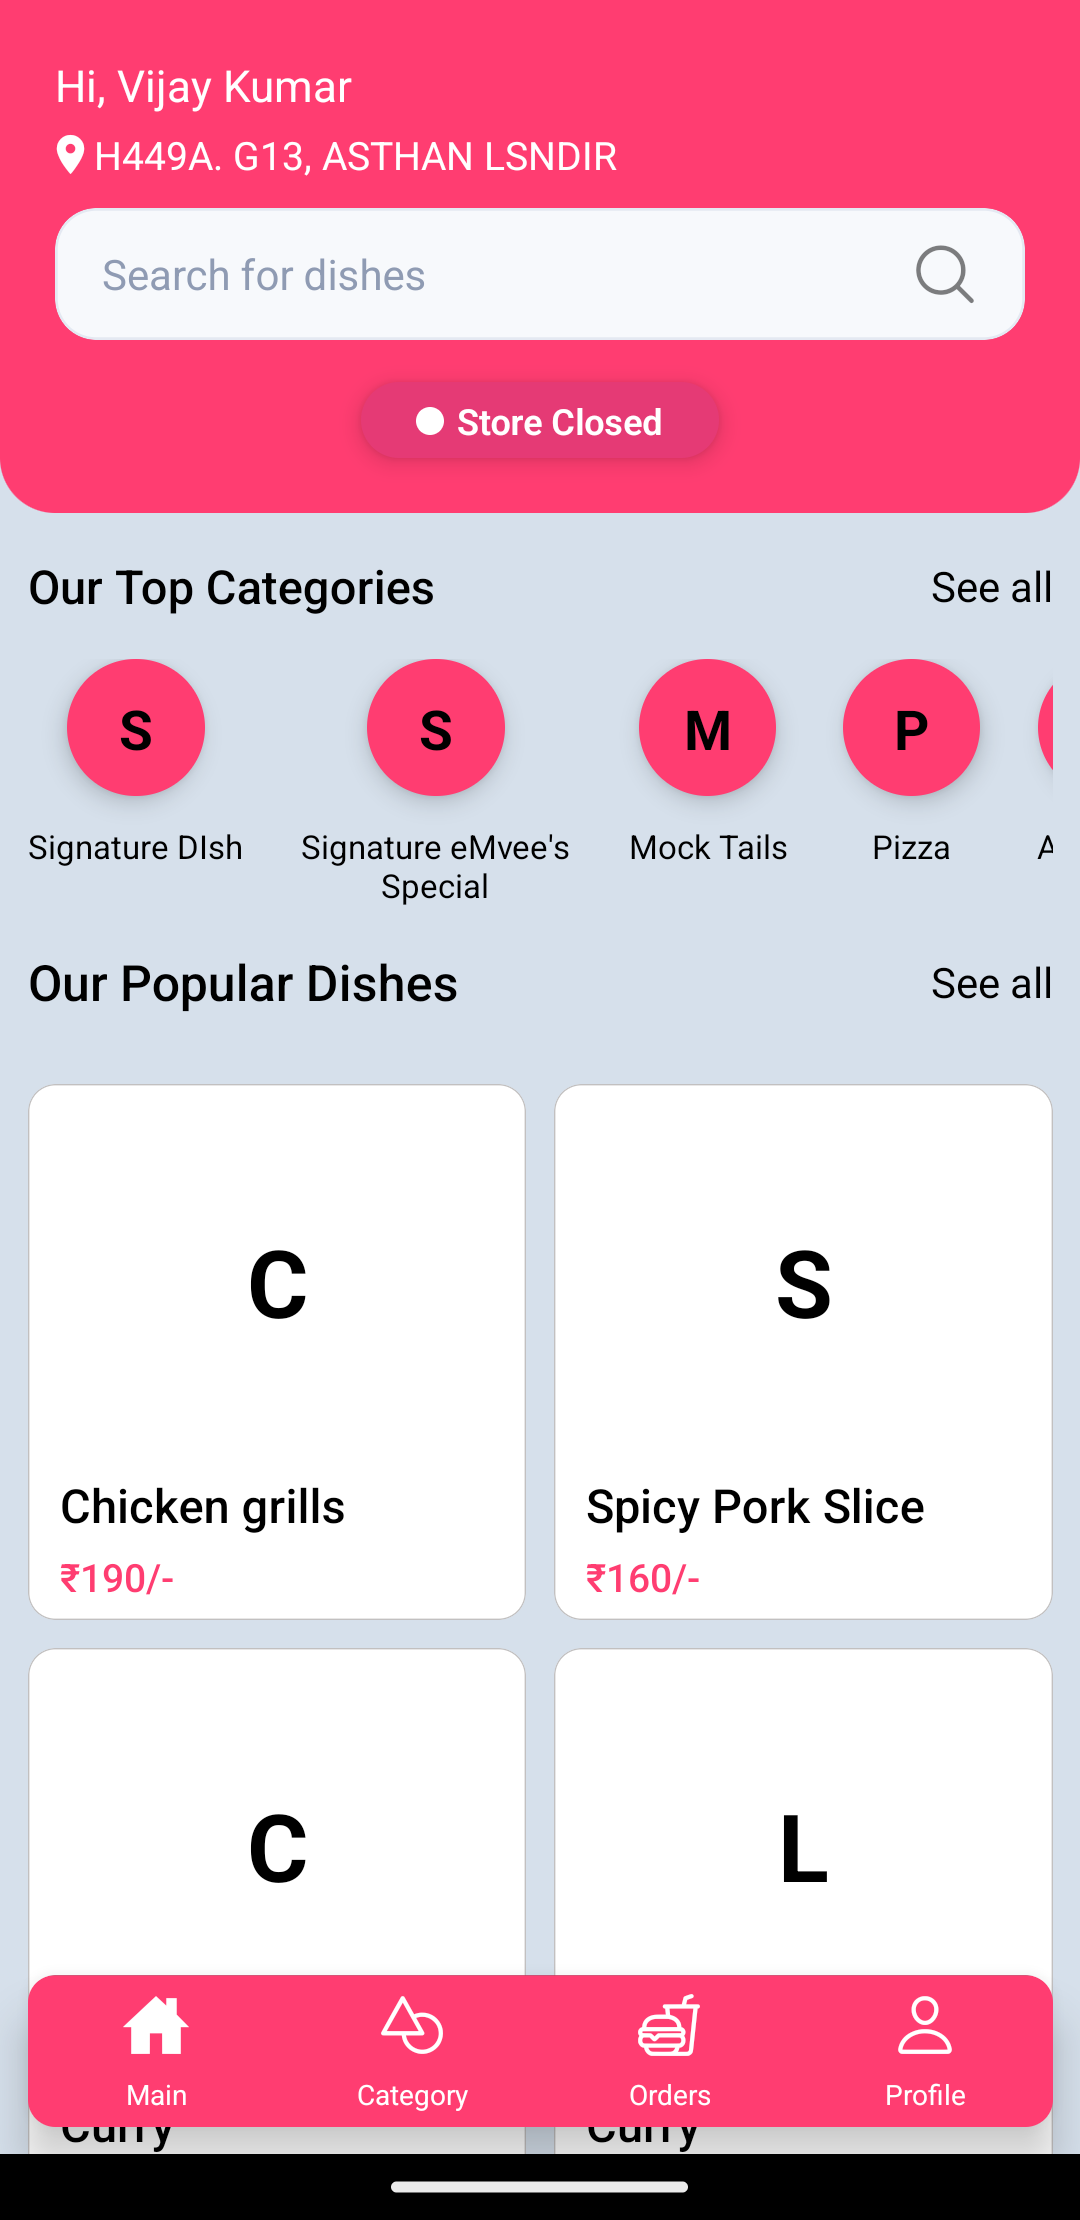 Hi, Vijay Kumar
H449A. G13, ASTHAN LSNDIR
Search for dishes
Store Closed
Our Top Categories
See all
S
S
M
P
Signature DIsh
Signature eMvee's
Special
Mock Tails
Pizza
A
Our Popular Dishes
See all
C
S
Chicken grills
Spicy Pork Slice
₹190/-
₹160/-
C
L
Main
Category
Orders
Profile
Curry
Curry